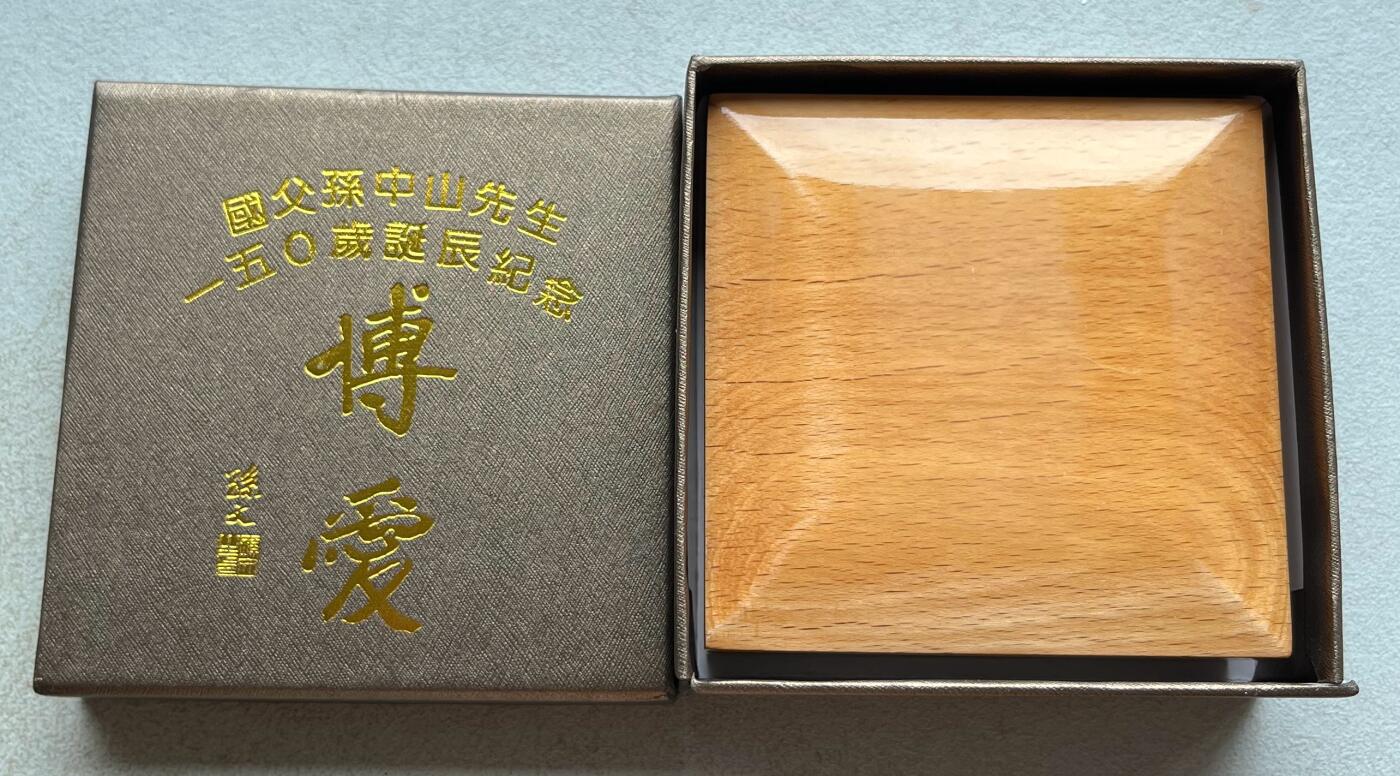 國父孫中山先生
一五〇歲誕辰紀念
博愛
孫文